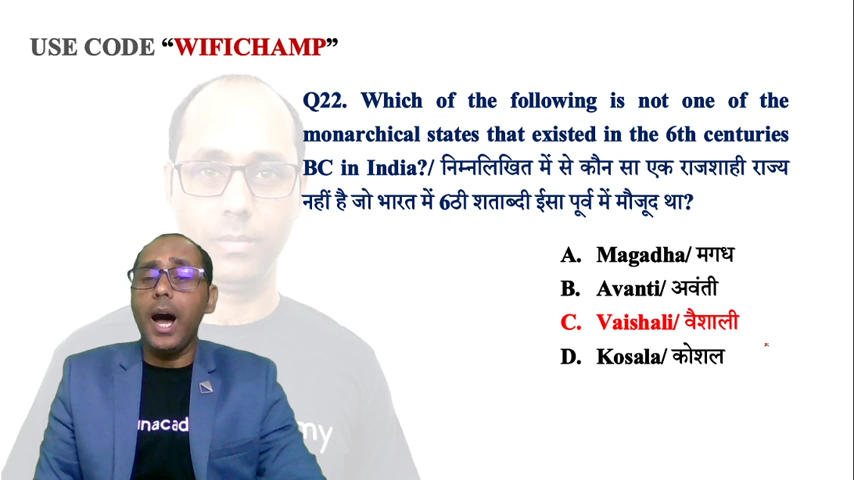 USE CODE “WIFICHAMP”
Q22. Which of the following is not one of the
monarchical states that existed in the 6th centuries
BC in India?/ निम्नलिखित में से कौन सा एक राजशाही राज्य
नहीं है जो भारत में 6ठी शताब्दी ईसा पूर्व में मौजूद था?
A. Magadha/ मगध
B. Avanti/ अवंती
C. Vaishali/ वैशाली
D. Kosala/ कोशल
unacad
my